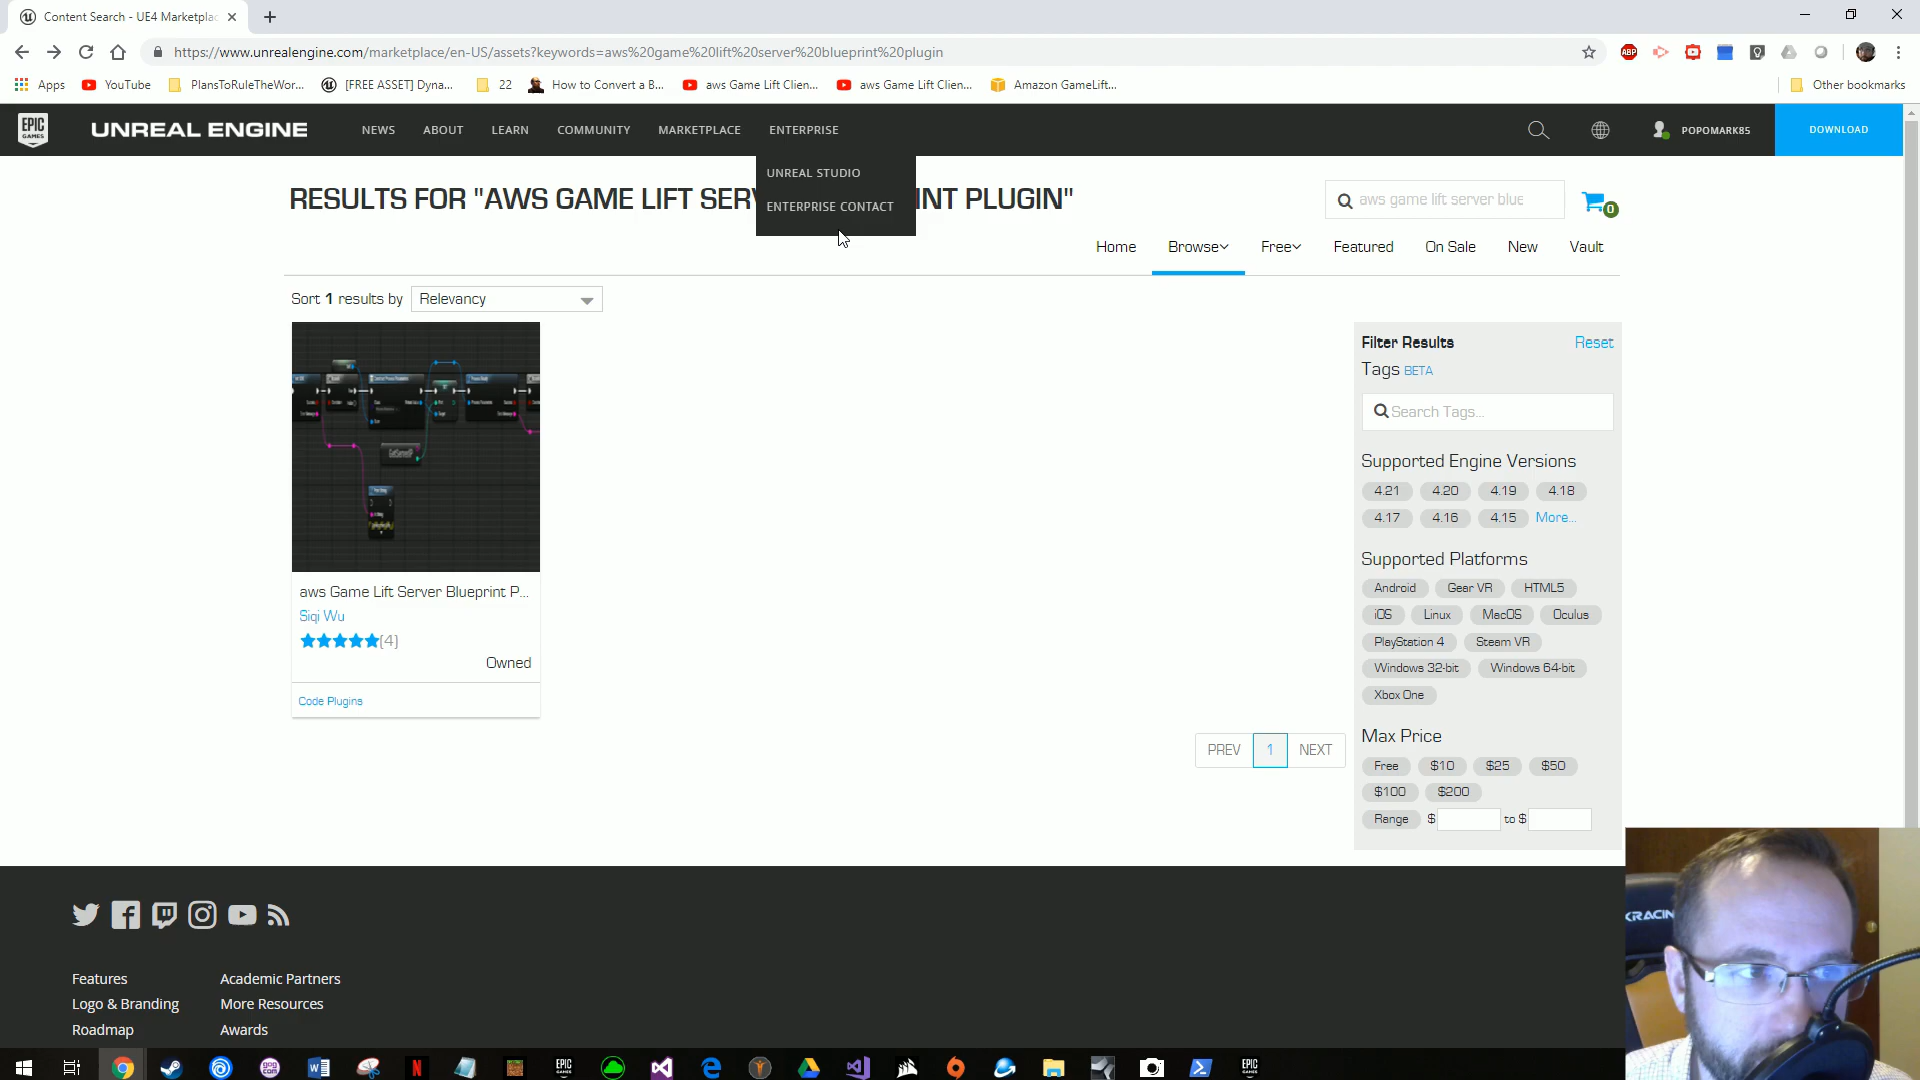 Content Search - UE4 Marketplac
https://www.unrealengine.com/marketplace/en-US/assets?keywords=aws%20game%20lift%20server%20blueprint%20plugin
ABP
Apps YouTube PlansToRuleTheWor... [FREE ASSET] Dyna... 22 How to Convert a B... aws Game Lift Clien... aws Game Lift Clien... Amazon GameLift... Other bookmarks
EPIC GAMES UNREAL ENGINE NEWS ABOUT LEARN COMMUNITY MARKETPLACE ENTERPRISE POPOMARK85 DOWNLOAD
UNREAL STUDIO
ENTERPRISE CONTACT
RESULTS FOR "AWS GAME LIFT SER INT PLUGIN"
aws game lift server blue
0
Home Browse Free Featured On Sale New Vault
Sort 1 results by Relevancy
aws Game Lift Server Blueprint P...
Siqi Wu
(4)
Owned
Code Plugins
Filter Results Reset
Tags BETA
Search Tags...
Supported Engine Versions
4.21 4.20 4.19 4.18
4.17 4.16 4.15 More...
Supported Platforms
Android Gear VR HTML5
iOS Linux MacOS Oculus
PlayStation 4 Steam VR
Windows 32-bit Windows 64-bit
Xbox One
Max Price
Free $10 $25 $50
$100 $200
Range $ to $
PREV 1 NEXT
Features Academic Partners
Logo & Branding More Resources
Roadmap Awards
KRACIN